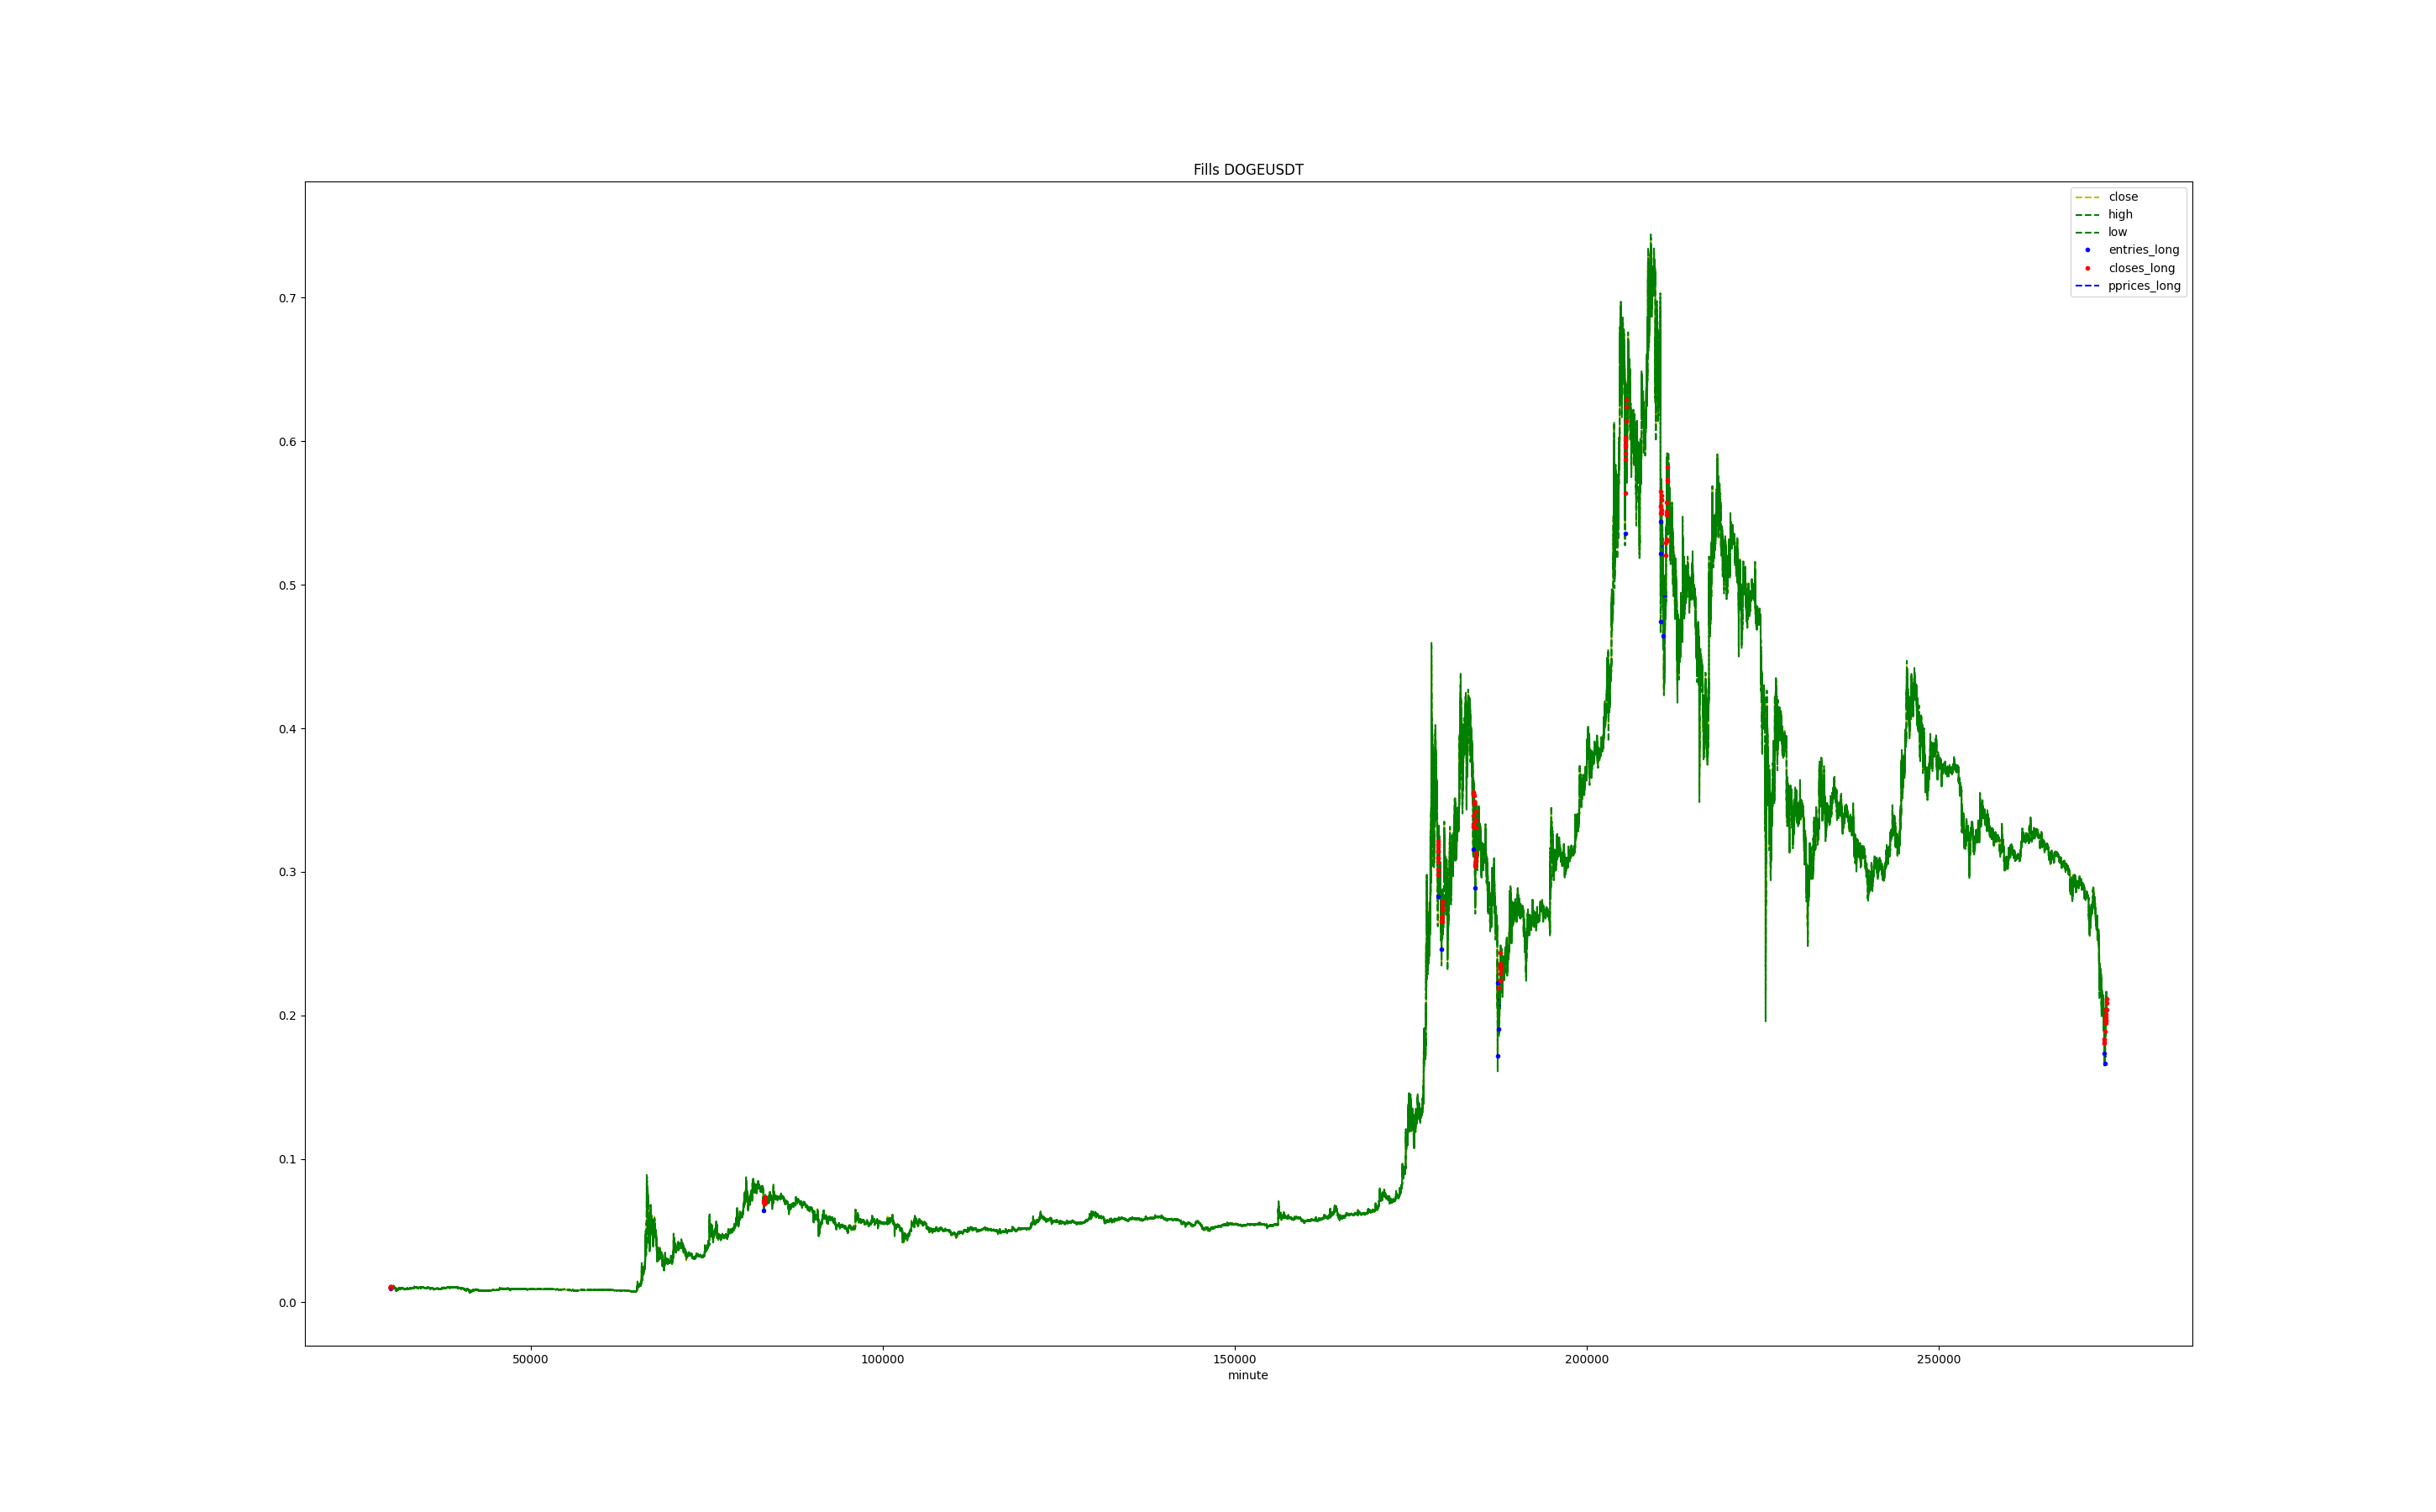 Fills DOGEUSDT
close
high
low
entries_long
closes_long
pprices_long
0.7
0.6
0.5
0.4
0.3
0.2
0.1
0.0
50000 100000 150000 200000 250000
minute